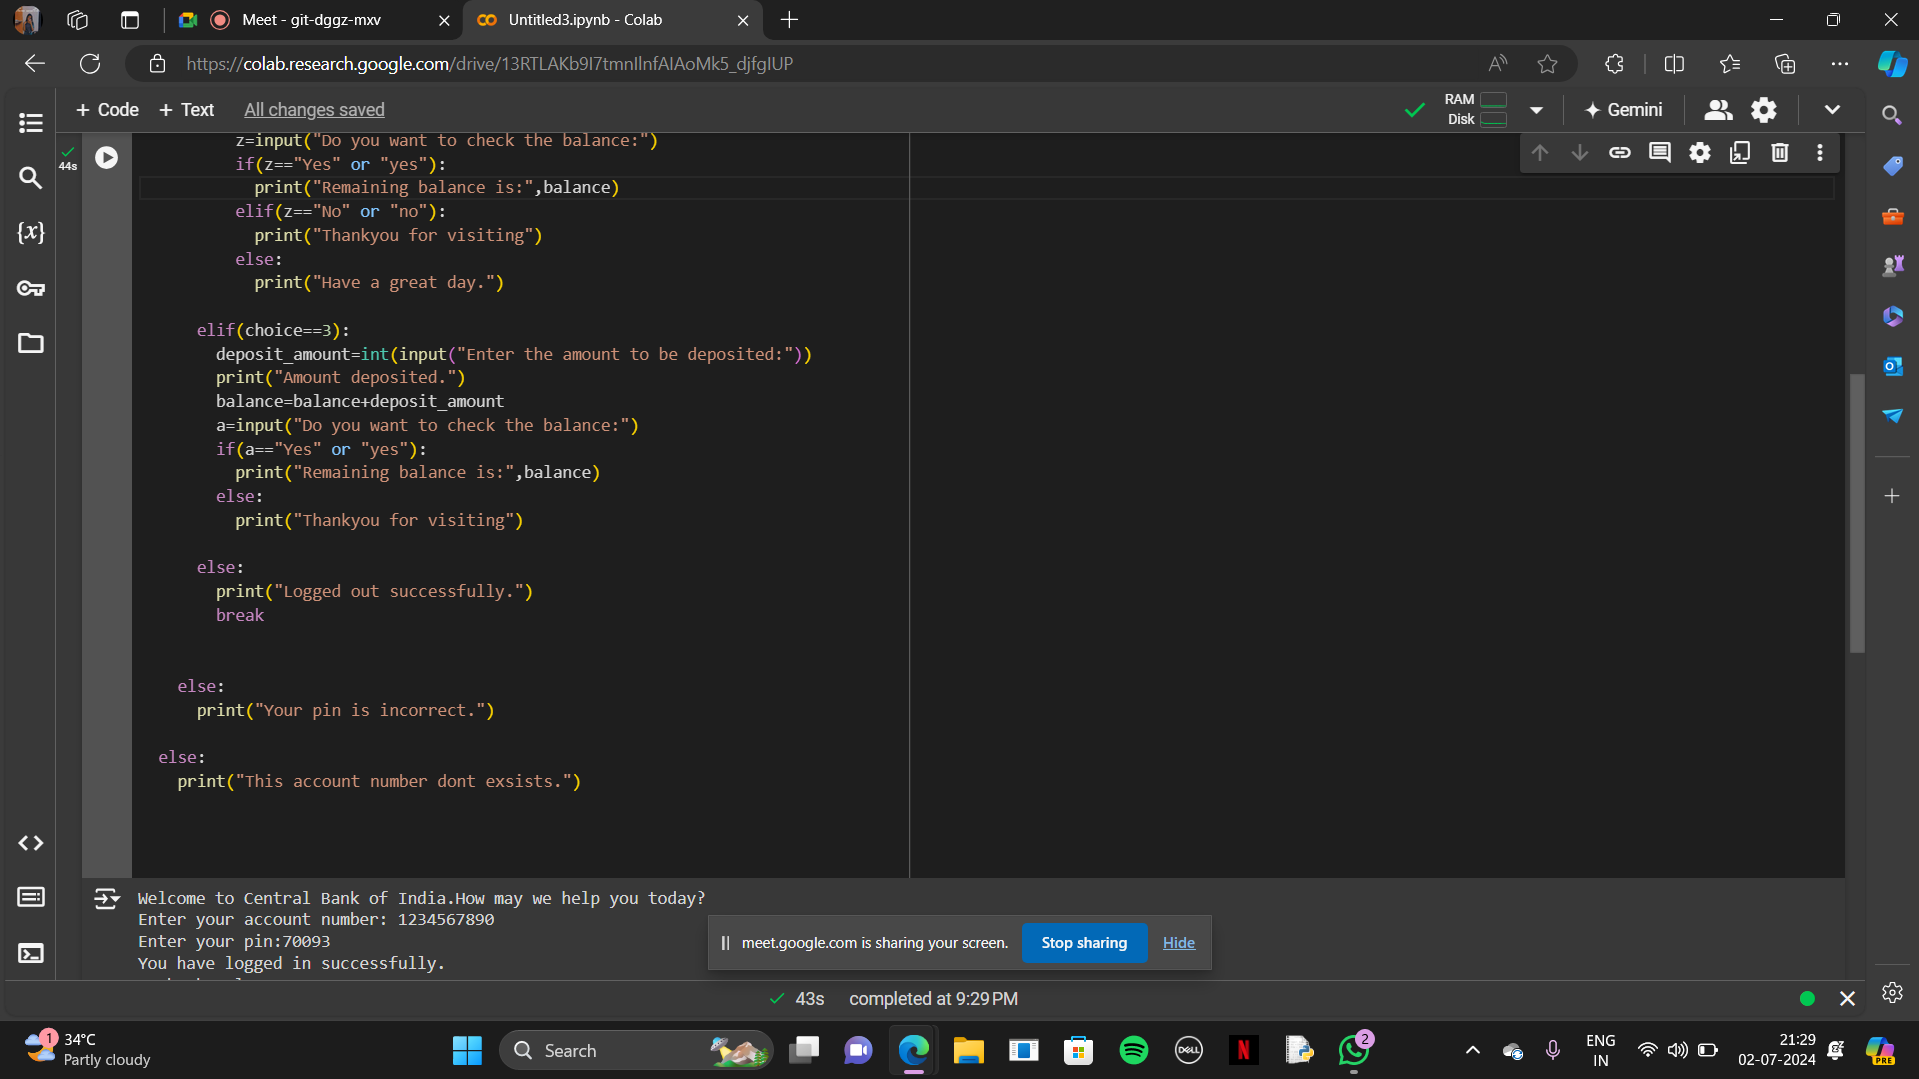 Meet - git-dggz-mxv
Untitled3.ipynb - Colab
https://colab.research.google.com/drive/13RTLAKb9I7tmnIlnfAIAoMk5_djfgIUP
+ Code + Text All changes saved
RAM
Disk
Gemini
44s
z=input("Do you want to check the balance:")
if(z=="Yes" or "yes"):
print("Remaining balance is:",balance)
elif(z=="No" or "no"):
print("Thankyou for visiting")
else:
print("Have a great day.")
elif(choice==3):
deposit_amount=int(input("Enter the amount to be deposited:"))
print("Amount deposited.")
balance=balance+deposit_amount
a=input("Do you want to check the balance:")
if(a=="Yes" or "yes"):
print("Remaining balance is:",balance)
else:
print("Thankyou for visiting")
else:
print("Logged out successfully.")
break
else:
print("Your pin is incorrect.")
else:
print("This account number dont exsists.")
Welcome to Central Bank of India.How may we help you today?
Enter your account number: 1234567890
Enter your pin:70093
You have logged in successfully.
meet.google.com is sharing your screen. Stop sharing Hide
43s completed at 9:29 PM
1
34°C
Partly cloudy
Search
DELL
N
2
ENG
IN
21:29
02-07-2024
PRE